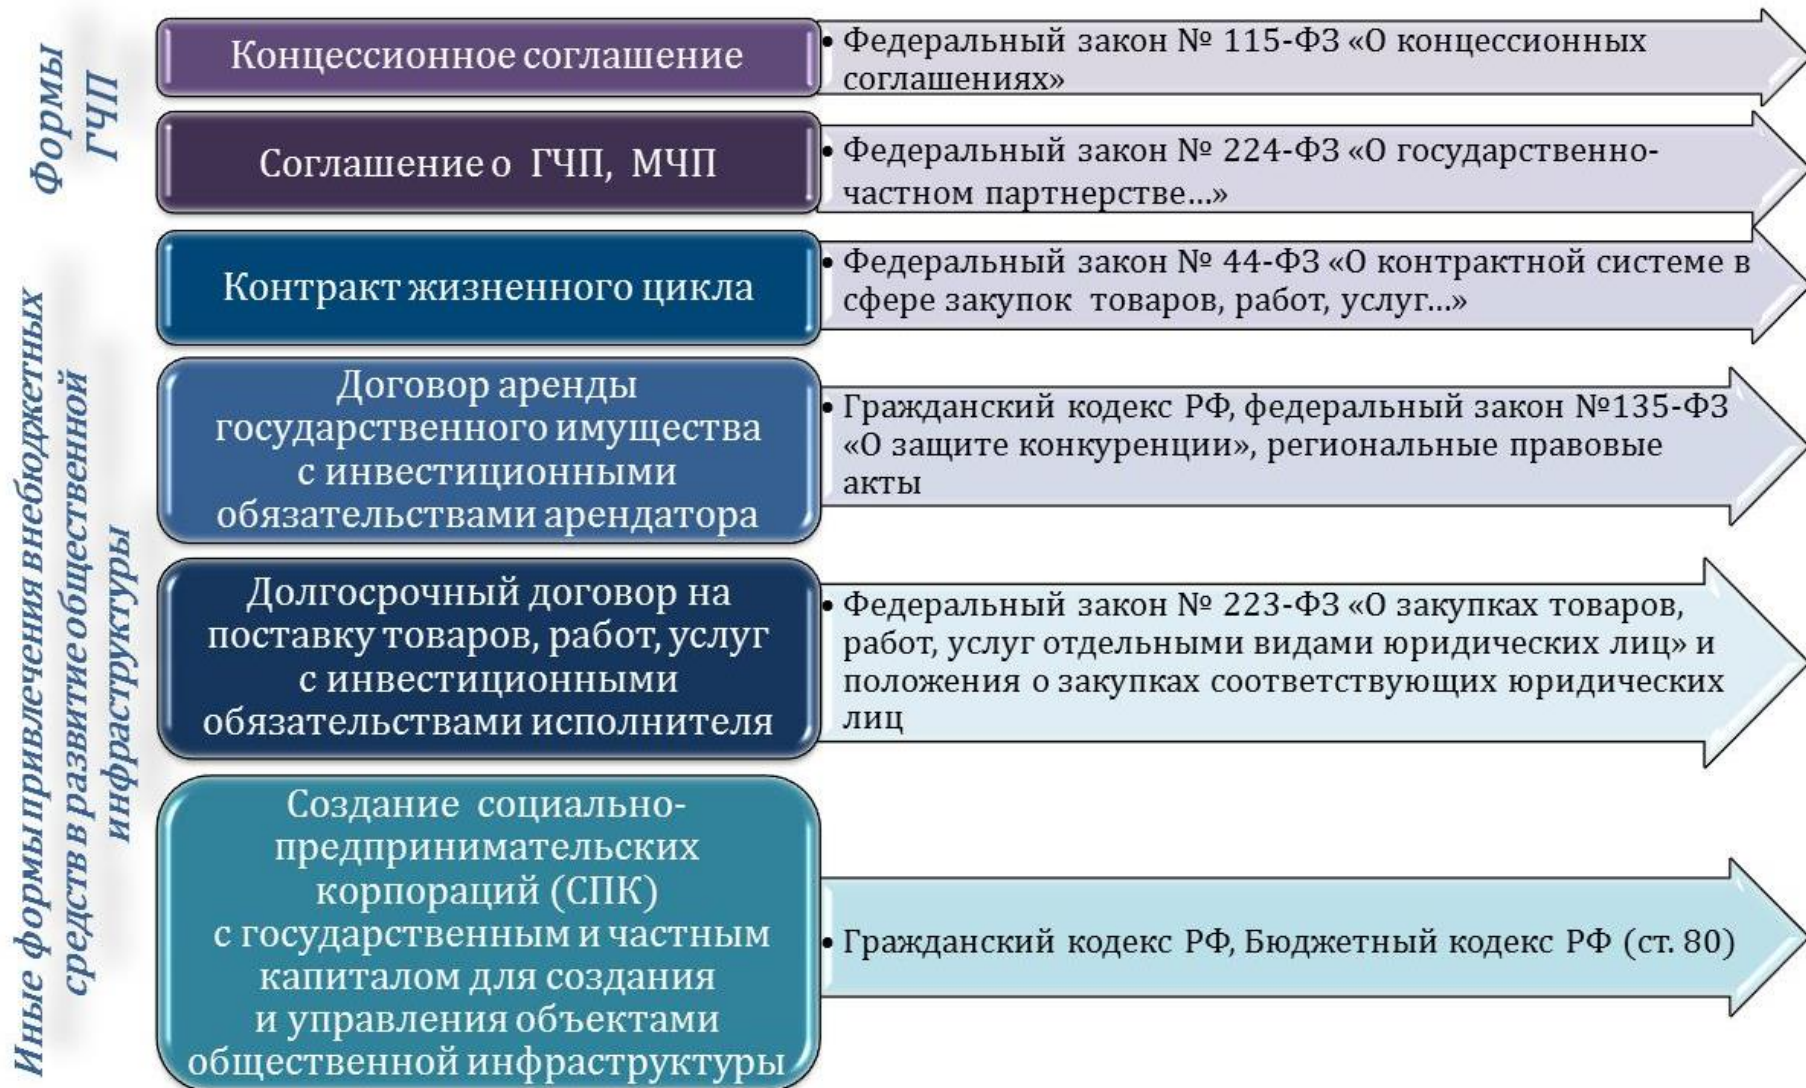 Формы
ГЧП
Концессионное соглашение
• Федеральный закон № 115-ФЗ «О концессионных
соглашениях»
Соглашение о ГЧП, МЧП
• Федеральный закон № 224-ФЗ «О государственно-
частном партнерстве...»
Иные формы привлечения внебюджетных
средств в развитие общественной
инфраструктуры
Контракт жизненного цикла
• Федеральный закон № 44-ФЗ «О контрактной системе в
сфере закупок товаров, работ, услуг...»
Договор аренды
государственного имущества
с инвестиционными
обязательствами арендатора
• Гражданский кодекс РФ, федеральный закон №135-ФЗ
«О защите конкуренции», региональные правовые
акты
Долгосрочный договор на
поставку товаров, работ, услуг
с инвестиционными
обязательствами исполнителя
• Федеральный закон № 223-ФЗ «О закупках товаров,
работ, услуг отдельными видами юридических лиц» и
положения о закупках соответствующих юридических
лиц
Создание социально-
предпринимательских
корпораций (СПК)
с государственным и частным
капиталом для создания
и управления объектами
общественной инфраструктуры
• Гражданский кодекс РФ, Бюджетный кодекс РФ (ст. 80)